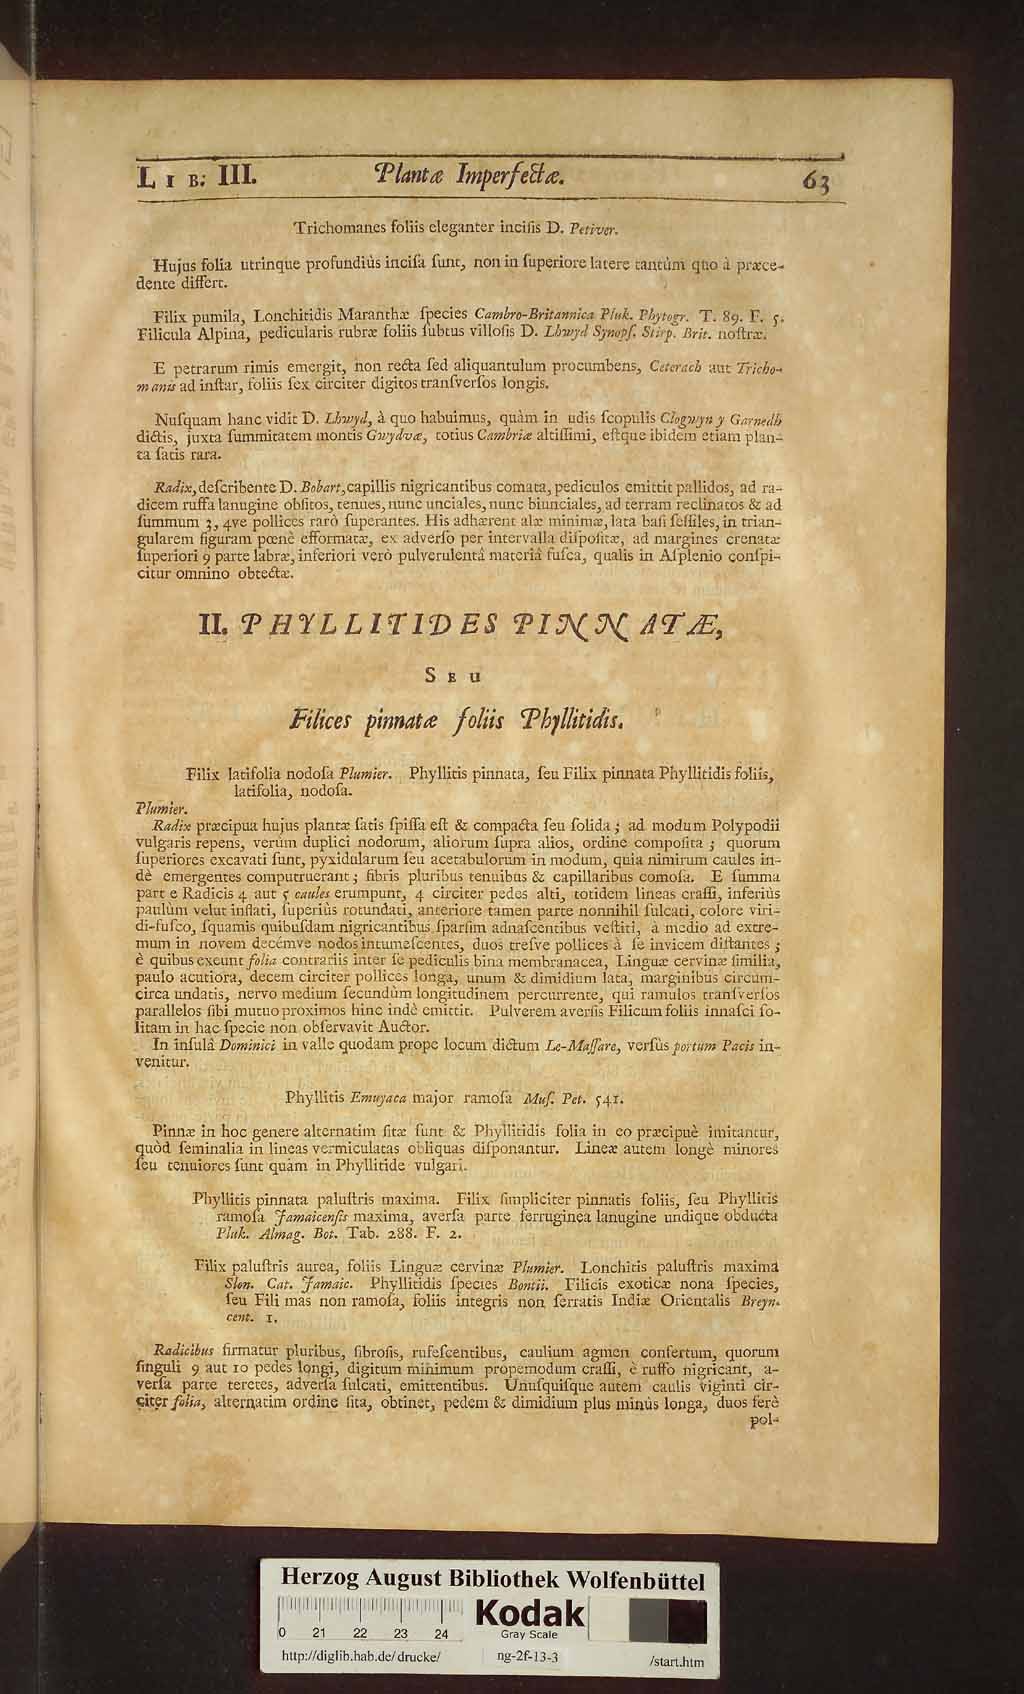 LIB: III. Plantæ Imperfectæ. 63
Trichomanes foliis eleganter inciſis D. Petiver.
Hujus folia utrinque profundiùs inciſa ſunt, non in ſuperiore latere tantùm quo à præce-
dente differt.
Filix pumila, Lonchitidis Maranthæ ſpecies Cambro-Britannica Pluk. Phytogr. T. 89. F. 5.
Filicula Alpina, pedicularis rubræ foliis ſubtus villoſis D. Lhwyd Synopſ. Stirp. Brit. noſtræ.
E petrarum rimis emergit, non recta ſed aliquantulum procumbens, Ceterach aut Tricho-
manis ad inſtar, foliis ſex circiter digitos tranſverſos longis.
Nuſquam hanc vidit D. Lhwyd, à quo habuimus, quàm in udis ſcopulis Clogwyn y Garnedh
dictis, juxta ſummitatem montis Gwydvæ, totius Cambriæ altiſſimi, eſtque ibidem etiam plan-
ta ſatis rara.
Radix, deſcribente D. Bobart, capillis nigricantibus comata, pediculos emittit pallidos, ad ra-
dicem ruffa lanugine obſitos, tenues, nunc unciales, nunc biunciales, ad terram reclinatos & ad
ſummum 3, 4ve pollices rarò ſuperantes. His adhærent alæ minimæ, lata baſi ſeſſiles, in trian-
gularem figuram pœnè efformatæ, ex adverſo per intervalla diſpoſitæ, ad margines crenatæ
ſuperiori 9 parte labræ, inferiori verò pulverulentâ materiâ fuſca, qualis in Aſplenio conſpi-
citur omnino obtectæ.
II. PHYLLITIDES PINNATÆ,
SEU
Filices pinnatæ foliis Phyllitidis.
Filix latifolia nodoſa Plumier. Phyllitis pinnata, ſeu Filix pinnata Phyllitidis foliis,
latifolia, nodoſa.
Plumier.
Radix præcipua hujus plantæ ſatis ſpiſſa eſt & compacta ſeu ſolida; ad modum Polypodii
vulgaris repens, verùm duplici nodorum, aliorum ſupra alios, ordine compoſita; quorum
ſuperiores excavati ſunt, pyxidularum ſeu acetabulorum in modum, quia nimirum caules in-
dè emergentes computruerant; fibris pluribus tenuibus & capillaribus comoſa. E ſumma
part e Radicis 4 aut 5 caules erumpunt, 4 circiter pedes alti, totidem lineas craſſi, inferiùs
paulùm velut inflati, ſuperiùs rotundati, anteriore tamen parte nonnihil ſulcati, colore viri-
di-fuſco, ſquamis quibuſdam nigricantibus ſparſim adnaſcentibus veſtiti, à medio ad extre-
mum in novem decémve nodos intumeſcentes, duos treſve pollices à ſe invicem diſtantes;
è quibus exeunt folia contrariis inter ſe pediculis bina membranacea, Linguæ cervinæ ſimilia,
paulo acutiora, decem circiter pollices longa, unum & dimidium lata, marginibus circum-
circa undatis, nervo medium ſecundùm longitudinem percurrente, qui ramulos tranſverſos
parallelos ſibi mutuo proximos hinc indè emittit. Pulverem averſis Filicum foliis innaſci ſo-
litam in hac ſpecie non obſervavit Auctor.
In inſulâ Dominici in valle quodam prope locum dictum Le-Maſſare, verſùs portum Pacis in-
venitur.
Phyllitis Emuyaca major ramoſa Muſ. Pet. 541.
Pinnæ in hoc genere alternatim ſitæ ſunt & Phyllitidis folia in eo præcipuè imitantur,
quòd ſeminalia in lineas vermiculatas obliquas diſponantur. Lineæ autem longè minores
ſeu tenuiores ſunt quàm in Phyllitide vulgari.
Phyllitis pinnata paluſtris maxima. Filix ſimpliciter pinnatis foliis, ſeu Phyllitis
ramoſa Jamaicenſis maxima, averſa parte ferruginea lanugine undique obducta
Pluk. Almag. Bot. Tab. 288. F. 2.
Filix paluſtris aurea, foliis Linguæ cervinæ Plumier. Lonchitis paluſtris maxima
Slon. Cat. Jamaic. Phyllitidis ſpecies Bontii. Filicis exoticæ nona ſpecies,
ſeu Fili mas non ramoſa, foliis integris non ſerratis Indiæ Orientalis Breyn.
cent. 1.
Radicibus firmatur pluribus, fibroſis, rufeſcentibus, caulium agmen confertum, quorum
ſinguli 9 aut 10 pedes longi, digitum minimum propemodum craſſi, è ruffo nigricant, a-
verſa parte teretes, adverſa ſulcati, emittentibus. Unuſquiſque autem caulis viginti cir-
citer folia, alternatim ordine ſita, obtinet, pedem & dimidium plus minùs longa, duos ferè
pol-
Herzog August Bibliothek Wolfenbüttel
Kodak
Gray Scale
0 21 22 23 24
http://diglib.hab.de/drucke/ ng-2f-13-3 /start.htm